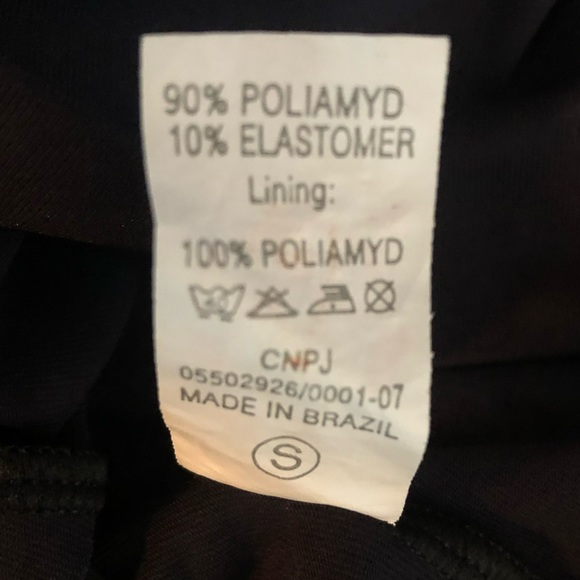 90% POLIAMYD
10% ELASTOMER
Lining:
100% POLIAMYD
CNPJ
05502926/0001-07
MADE IN BRAZIL
S